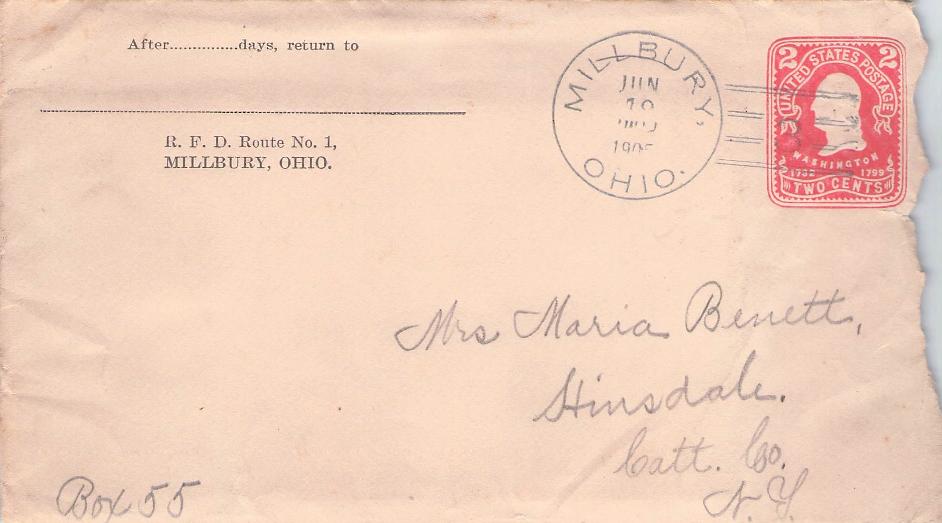 After...............days, return to
R. F. D. Route No. 1,
MILLBURY, OHIO.
MILLBURY,
JUN
OHIO.
2 2
UNITED STATES POSTAGE
3
WASHINGTON
1732 1799
TWO CENTS
Mrs Maria Benett,
Hinsdale.
Catt. Co.
N. Y.
Box 55